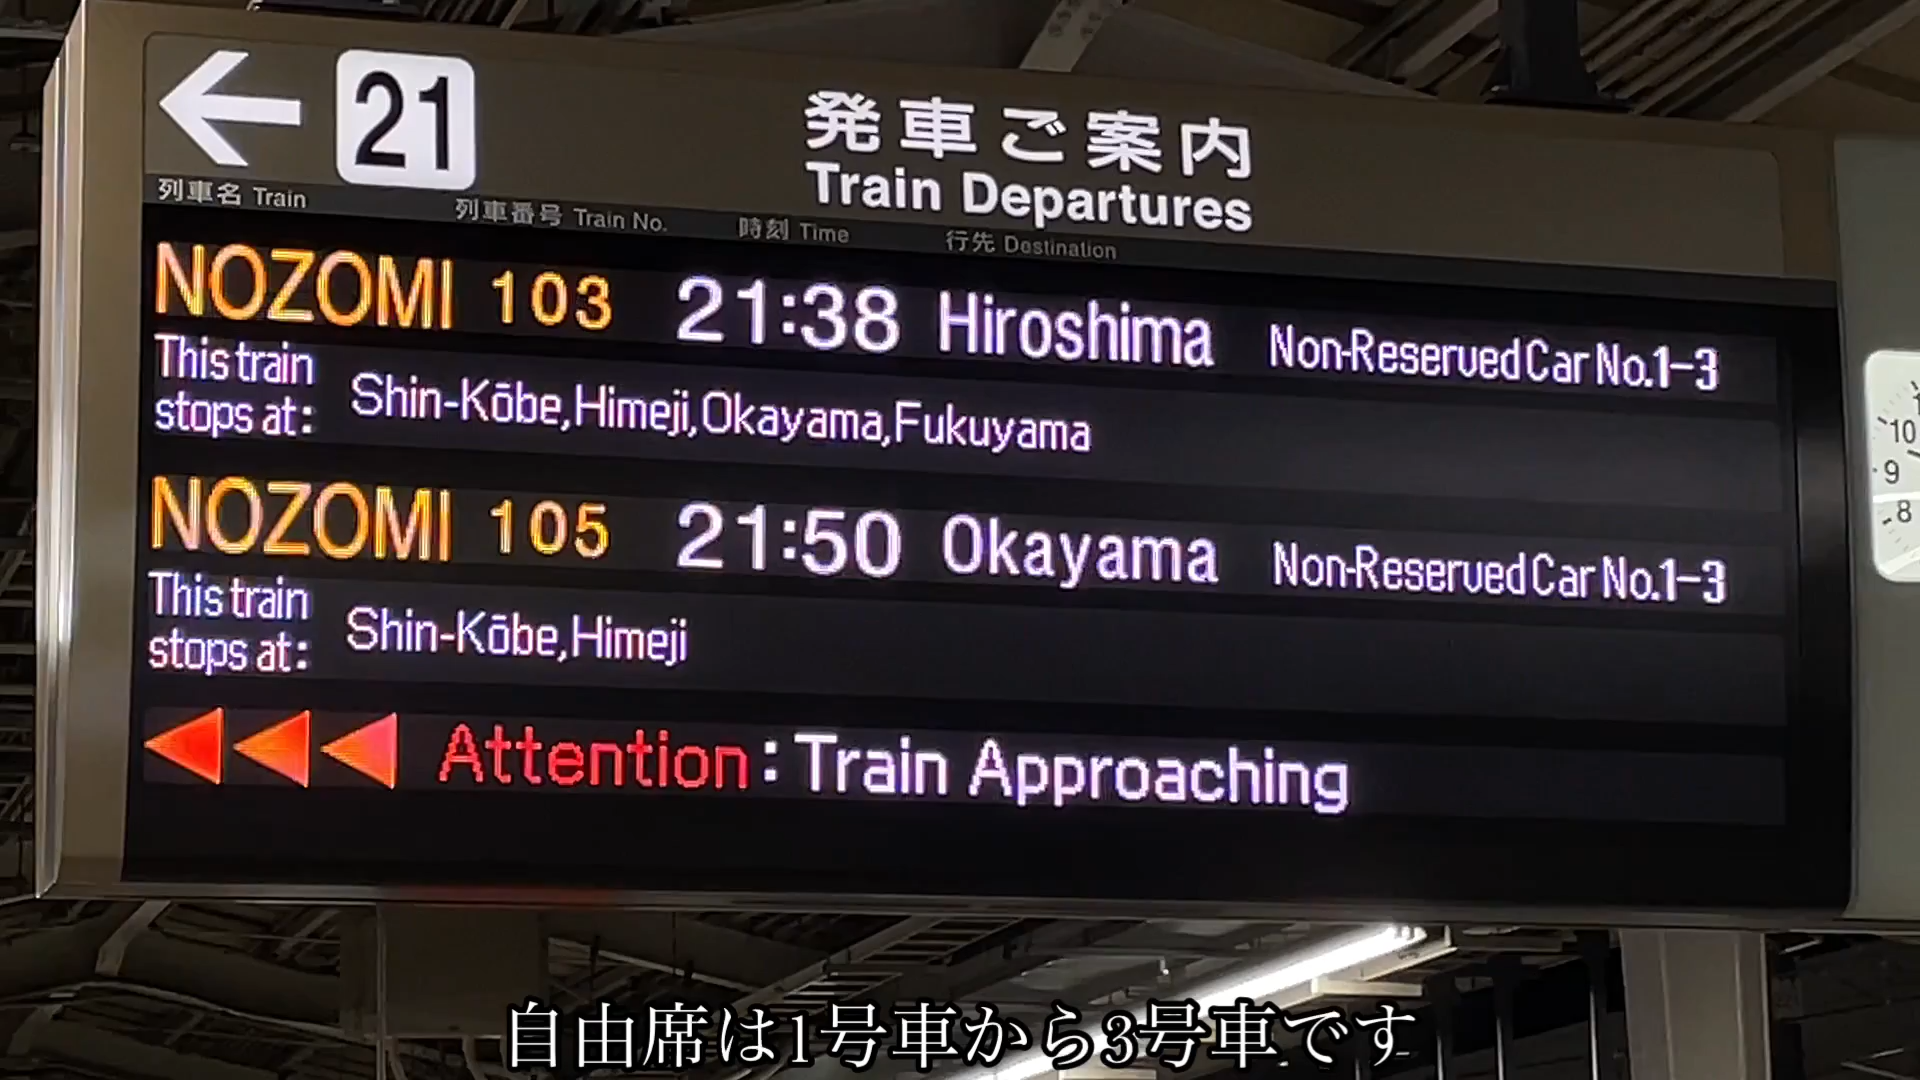 ← 21
発車ご案内
Train Departures
列車名 Train 列車番号 Train No. 時刻 Time 行先 Destination
NOZOMI 103 21:38 Hiroshima Non-Reserved Car No.1-3
This train stops at: Shin-Kōbe,Himeji,Okayama,Fukuyama
NOZOMI 105 21:50 Okayama Non-Reserved Car No.1-3
This train stops at: Shin-Kōbe,Himeji
Attention:Train Approaching
10
9
8
自由席は1号車から3号車です